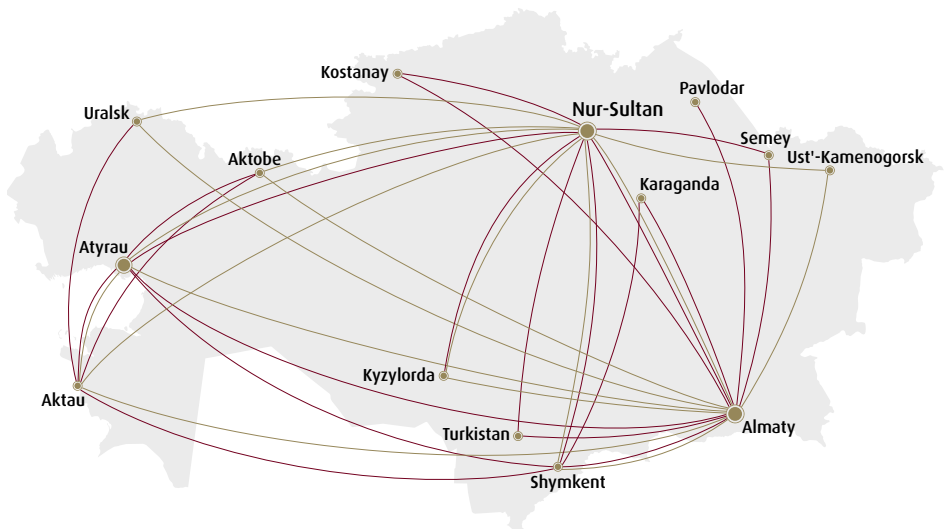 Kostanay
Pavlodar
Uralsk
Nur-Sultan
Semey
Aktobe
Ust'-Kamenogorsk
Karaganda
Atyrau
Kyzylorda
Aktau
Almaty
Turkistan
Shymkent